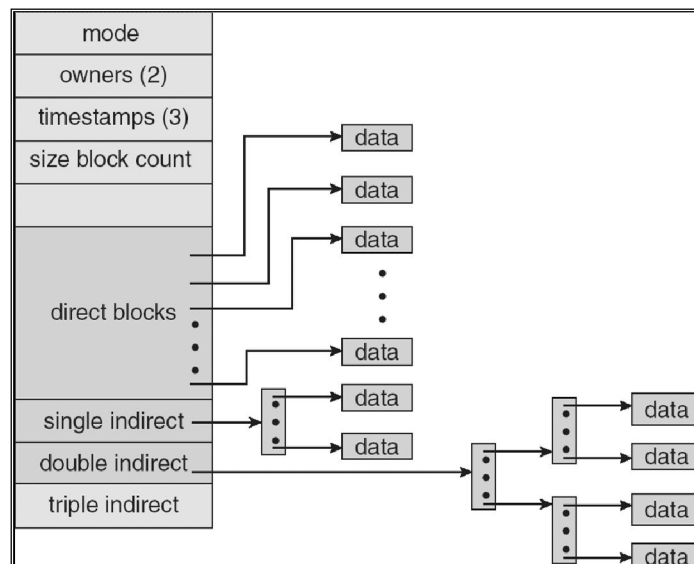 mode
owners (2)
timestamps (3)
size block count
direct blocks
single indirect
double indirect
triple indirect
data
data
data
data
data
data
data
data
data
data